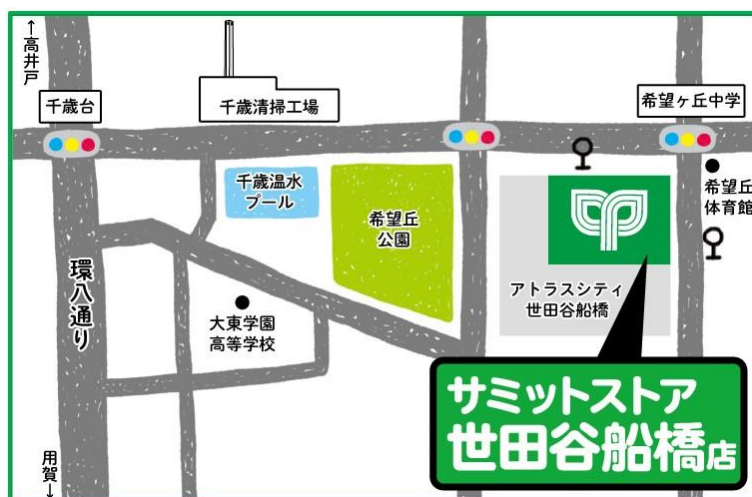 ←高井戸
千歳台
千歳清掃工場
希望ヶ丘中学
千歳温水
プール
希望丘
公園
希望丘
体育館
環八通り
大東学園
高等学校
アトラスシティ
世田谷船橋
サミットストア
世田谷船橋店
用賀→